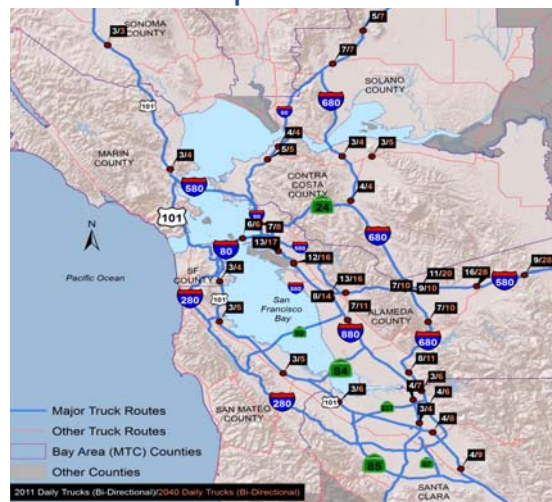 SONOMA
COUNTY
3/3
5/7
7/7
SOLANO
COUNTY
680
80
101
4/4
5/5
3/4
3/5
MARIN
COUNTY
3/4
580
CONTRA
COSTA
COUNTY
4/4
24
101
80
6/6
7/8
N
80
13/17
580
12/16
680
9/28
16/28
11/20
580
7/10
9/10
13/16
8/14
Pacific Ocean
SF
COUNTY
3/4
880
280
101
San
Francisco
Bay
3/5
7/11
ALAMEDA
COUNTY
7/10
880
680
84
8/11
3/5
3/6
4/7
4/6
3/6
101
280
SAN MATEO
COUNTY
3/4
4/8
4/9
85
SANTA
CLARA
Major Truck Routes
Other Truck Routes
Bay Area (MTC) Counties
Other Counties
2011 Daily Trucks (Bi-Directional)/2040 Daily Trucks (Bi-Directional)